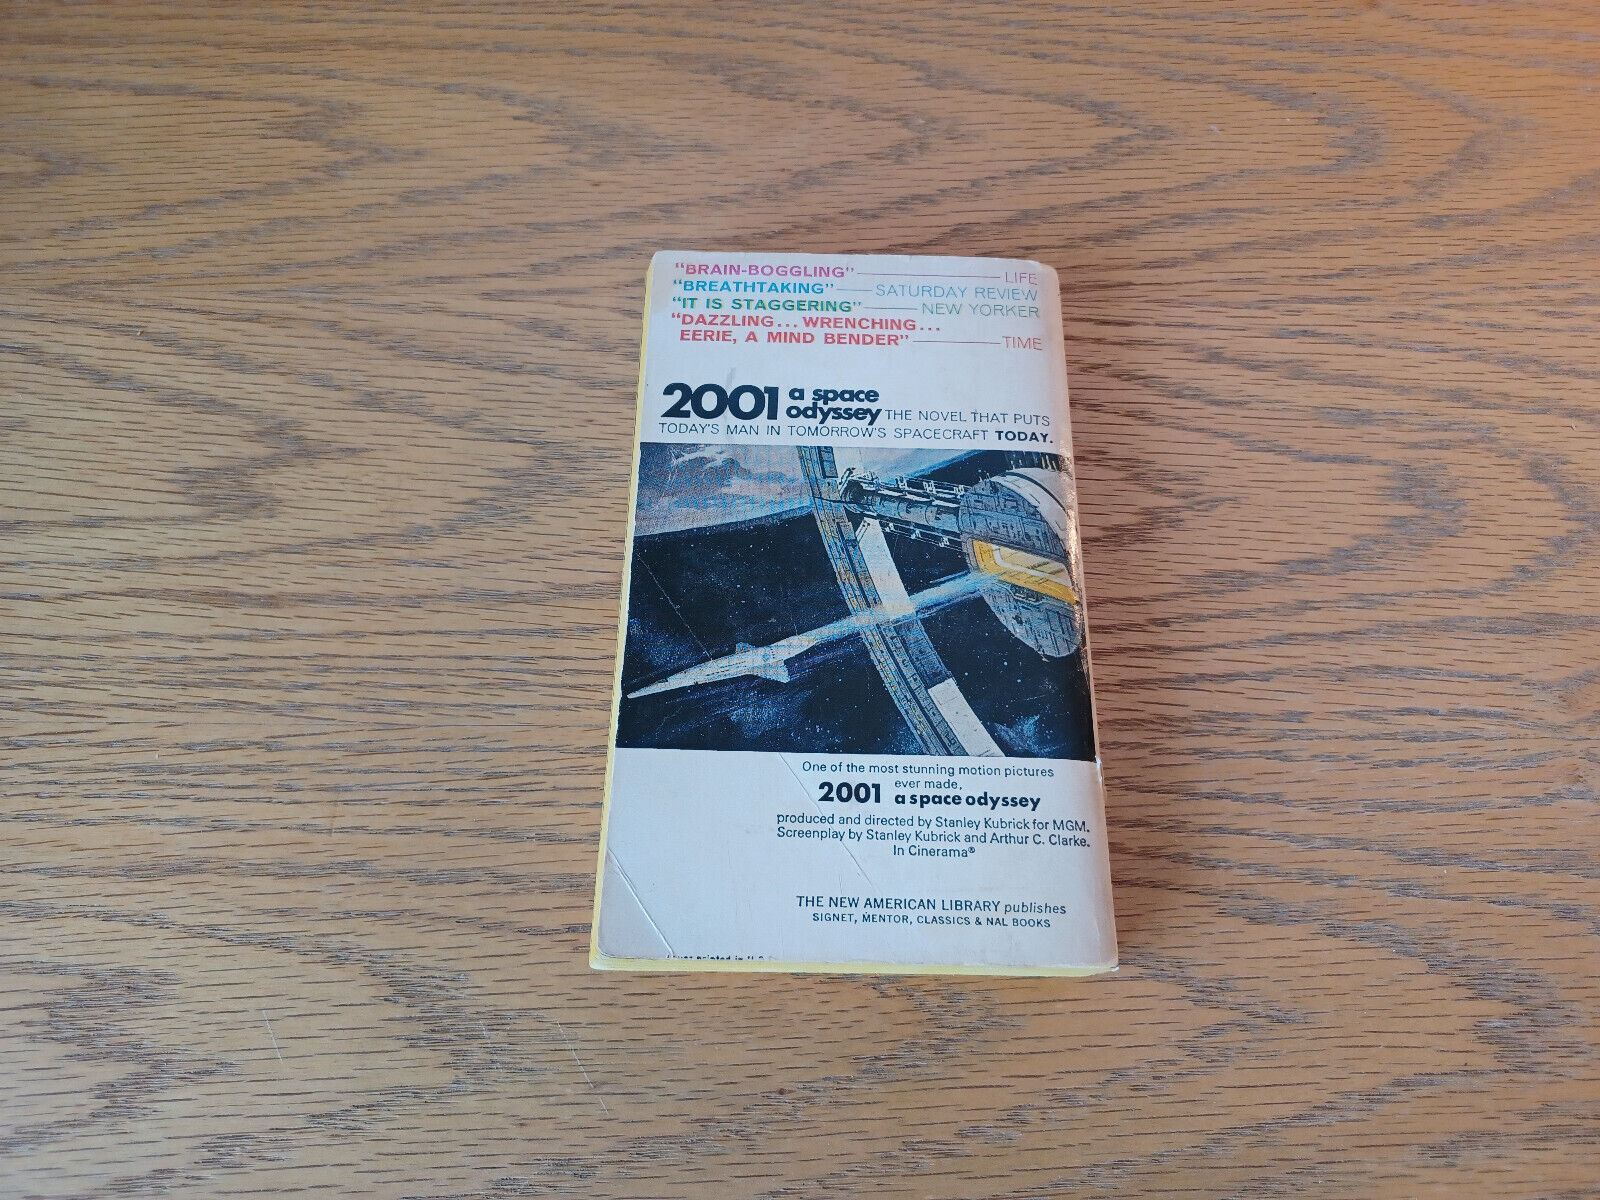 “BRAIN-BOGGLING” LIFE
“BREATHTAKING” SATURDAY REVIEW
“IT IS STAGGERING” NEW YORKER
“DAZZLING... WRENCHING...
EERIE, A MIND BENDER” TIME
2001 a space
odyssey THE NOVEL THAT PUTS
TODAY'S MAN IN TOMORROW'S SPACECRAFT TODAY.
One of the most stunning motion pictures
ever made,
2001 a space odyssey
produced and directed by Stanley Kubrick for MGM.
Screenplay by Stanley Kubrick and Arthur C. Clarke.
In Cinerama®
THE NEW AMERICAN LIBRARY publishes
SIGNET, MENTOR, CLASSICS & NAL BOOKS
printed in